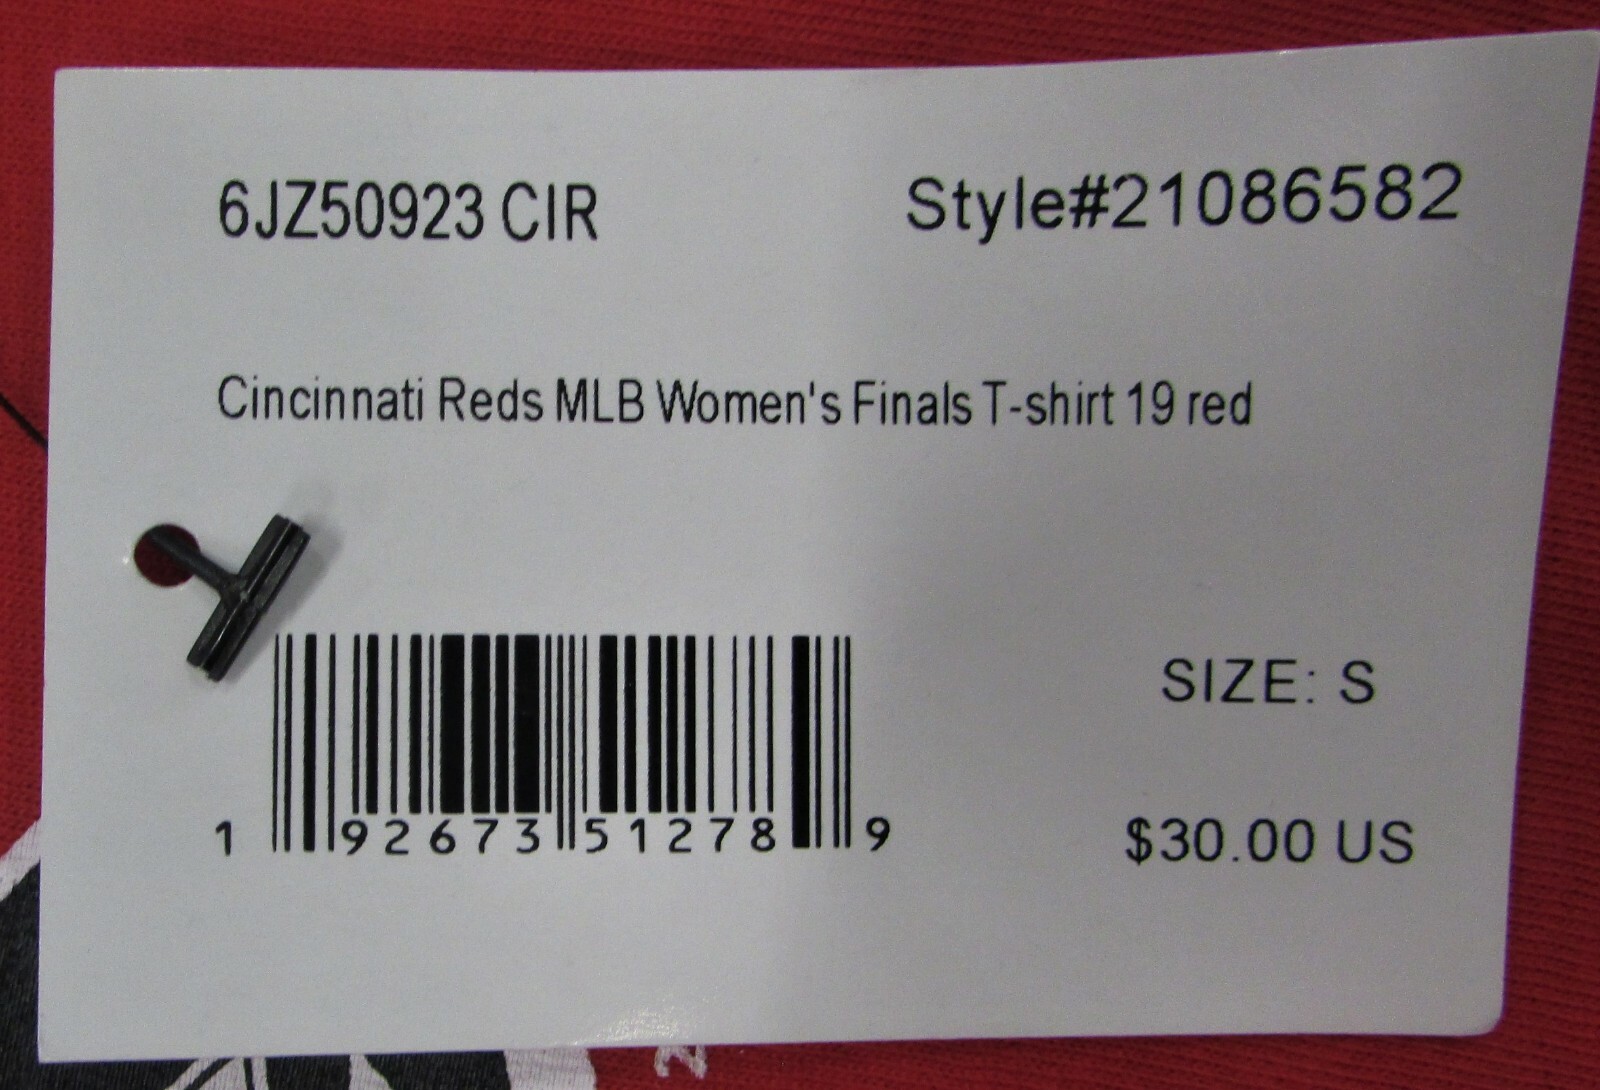 6JZ50923 CIR Style#21086582
Cincinnati Reds MLB Women's Finals T-shirt 19 red
SIZE: S
1 92673 51278 9
$30.00 US